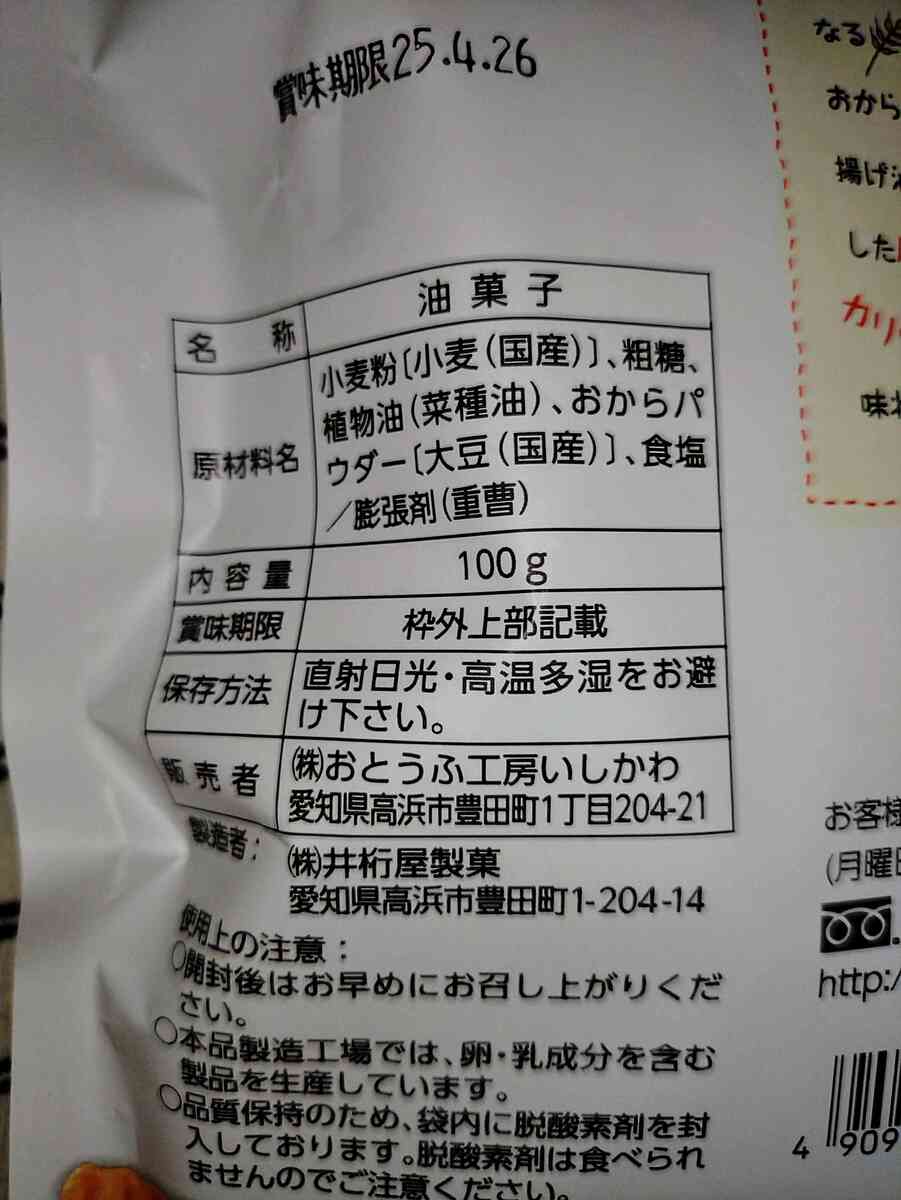 賞味期限25.4.26
なる
おから
揚げ
した
カリ
味わ
名称
油菓子
原材料名
小麦粉〔小麦(国産)〕、粗糖、
植物油(菜種油)、おからパ
ウダー〔大豆(国産)〕、食塩
／膨張剤(重曹)
内容量
100g
賞味期限
枠外上部記載
保存方法
直射日光・高温多湿をお避
け下さい。
販売者
㈱おとうふ工房いしかわ
愛知県高浜市豊田町1丁目204-21
製造者：
㈱井桁屋製菓
愛知県高浜市豊田町1-204-14
使用上の注意：
○開封後はお早めにお召し上がりくだ
さい。
○本品製造工場では、卵・乳成分を含む
製品を生産しています。
○品質保持のため、袋内に脱酸素剤を封
入しております。脱酸素剤は食べられ
ませんのでご注意ください。
お客様
(月曜日
http:/
4 909